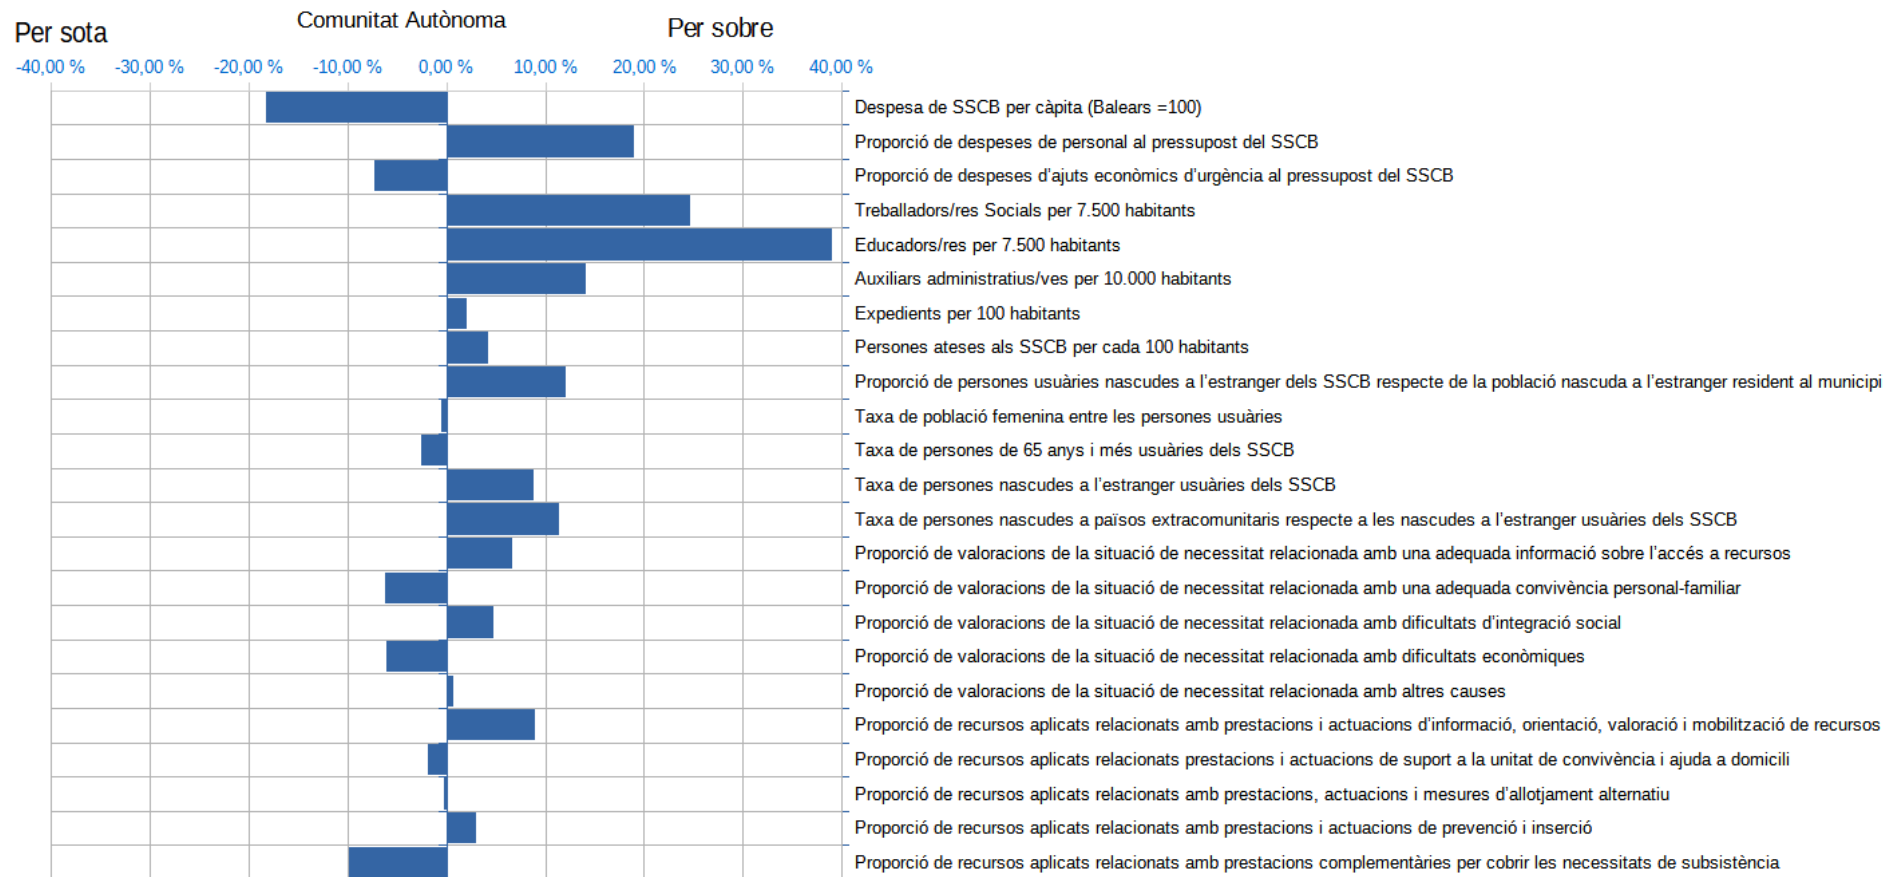 Per sota
Comunitat Autònoma
Per sobre
-40,00 % -30,00 % -20,00 % -10,00 % 0,00 % 10,00 % 20,00 % 30,00 % 40,00 %
Despesa de SSCB per càpita (Balears =100)
Proporció de despeses de personal al pressupost del SSCB
Proporció de despeses d’ajuts econòmics d’urgència al pressupost del SSCB
Treballadors/res Socials per 7.500 habitants
Educadors/res per 7.500 habitants
Auxiliars administratius/ves per 10.000 habitants
Expedients per 100 habitants
Persones ateses als SSCB per cada 100 habitants
Proporció de persones usuàries nascudes a l’estranger dels SSCB respecte de la població nascuda a l’estranger resident al municipi
Taxa de població femenina entre les persones usuàries
Taxa de persones de 65 anys i més usuàries dels SSCB
Taxa de persones nascudes a l’estranger usuàries dels SSCB
Taxa de persones nascudes a països extracomunitaris respecte a les nascudes a l’estranger usuàries dels SSCB
Proporció de valoracions de la situació de necessitat relacionada amb una adequada informació sobre l’accés a recursos
Proporció de valoracions de la situació de necessitat relacionada amb una adequada convivència personal-familiar
Proporció de valoracions de la situació de necessitat relacionada amb dificultats d’integració social
Proporció de valoracions de la situació de necessitat relacionada amb dificultats econòmiques
Proporció de valoracions de la situació de necessitat relacionada amb altres causes
Proporció de recursos aplicats relacionats amb prestacions i actuacions d’informació, orientació, valoració i mobilització de recursos
Proporció de recursos aplicats relacionats prestacions i actuacions de suport a la unitat de convivència i ajuda a domicili
Proporció de recursos aplicats relacionats amb prestacions, actuacions i mesures d’allotjament alternatiu
Proporció de recursos aplicats relacionats amb prestacions i actuacions de prevenció i inserció
Proporció de recursos aplicats relacionats amb prestacions complementàries per cobrir les necessitats de subsistència